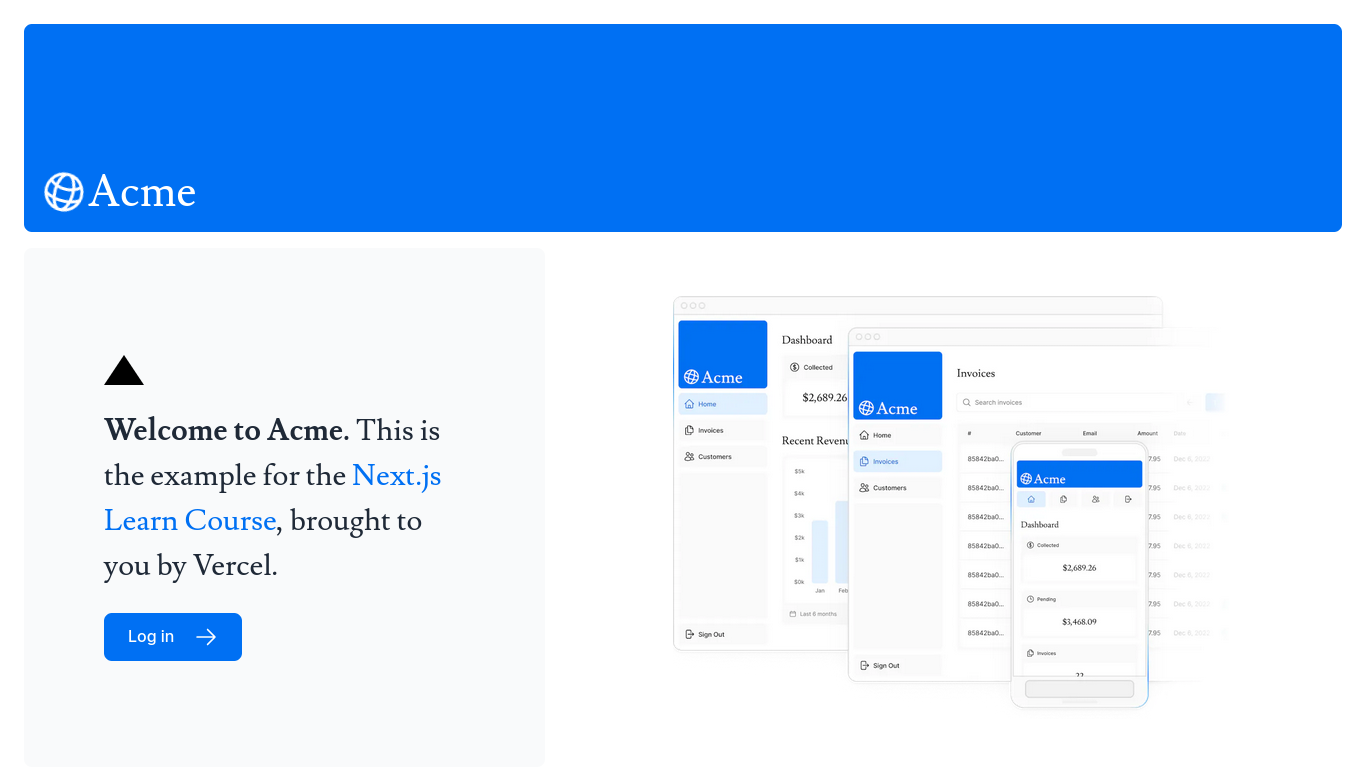 Acme
Welcome to Acme. This is
the example for the Next.js
Learn Course, brought to
you by Vercel.
Log in
Acme
Home
Invoices
Customers
Sign Out
Dashboard
Collected
$2,689.26
Recent Revenu
$5k
$4k
$3k
$2k
$1k
$0k
Jan
Feb
Last 6 months
Acme
Home
Invoices
Customers
Sign Out
Invoices
Search invoices
# Customer Email Amount Date
85842ba0... 7.95 Dec 6, 2022
85842ba0... 7.95 Dec 6, 2022
85842ba0... 7.95 Dec 6, 2022
85842ba0... 7.95 Dec 6, 2022
85842ba0... 7.95 Dec 6, 2022
85842ba0... 7.95 Dec 6, 2022
85842ba0... 7.95 Dec 6, 2022
Acme
Dashboard
Collected
$2,689.26
Pending
$3,468.09
Invoices
22